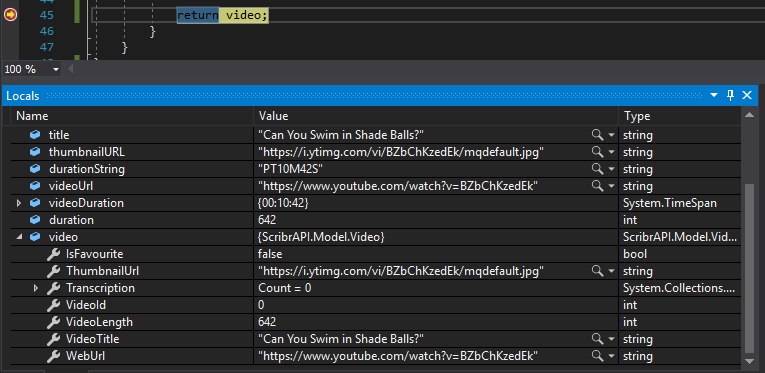 45 return video;
46 }
47 }
100 %
Locals
Name Value Type
title "Can You Swim in Shade Balls?" string
thumbnailURL "https://i.ytimg.com/vi/BZbChKzedEk/mqdefault.jpg" string
durationString "PT10M42S" string
videoUrl "https://www.youtube.com/watch?v=BZbChKzedEk" string
videoDuration {00:10:42} System.TimeSpan
duration 642 int
video {ScribrAPI.Model.Video} ScribrAPI.Model.Vid...
IsFavourite false bool
ThumbnailUrl "https://i.ytimg.com/vi/BZbChKzedEk/mqdefault.jpg" string
Transcription Count = 0 System.Collections....
VideoId 0 int
VideoLength 642 int
VideoTitle "Can You Swim in Shade Balls?" string
WebUrl "https://www.youtube.com/watch?v=BZbChKzedEk" string